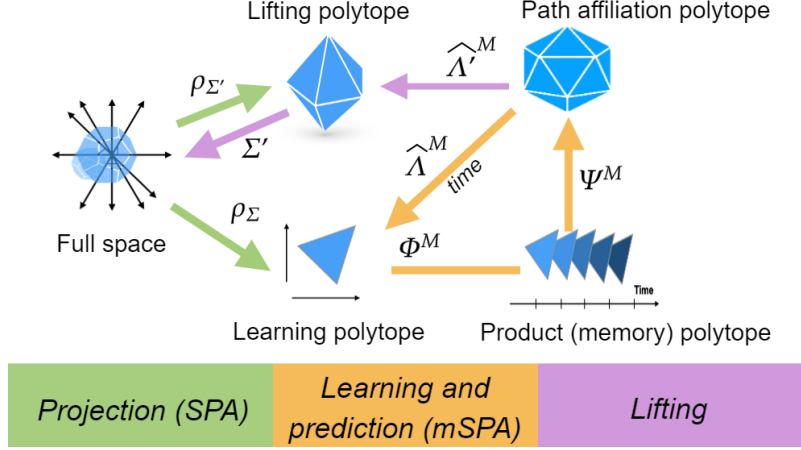 Lifting polytope
Path affiliation polytope
ρ_Σ′
Λ̂′^M
Σ′
Λ̂^M
time
Ψ^M
ρ_Σ
Full space
Φ^M
Time
Learning polytope
Product (memory) polytope
Projection (SPA)
Learning and
prediction (mSPA)
Lifting